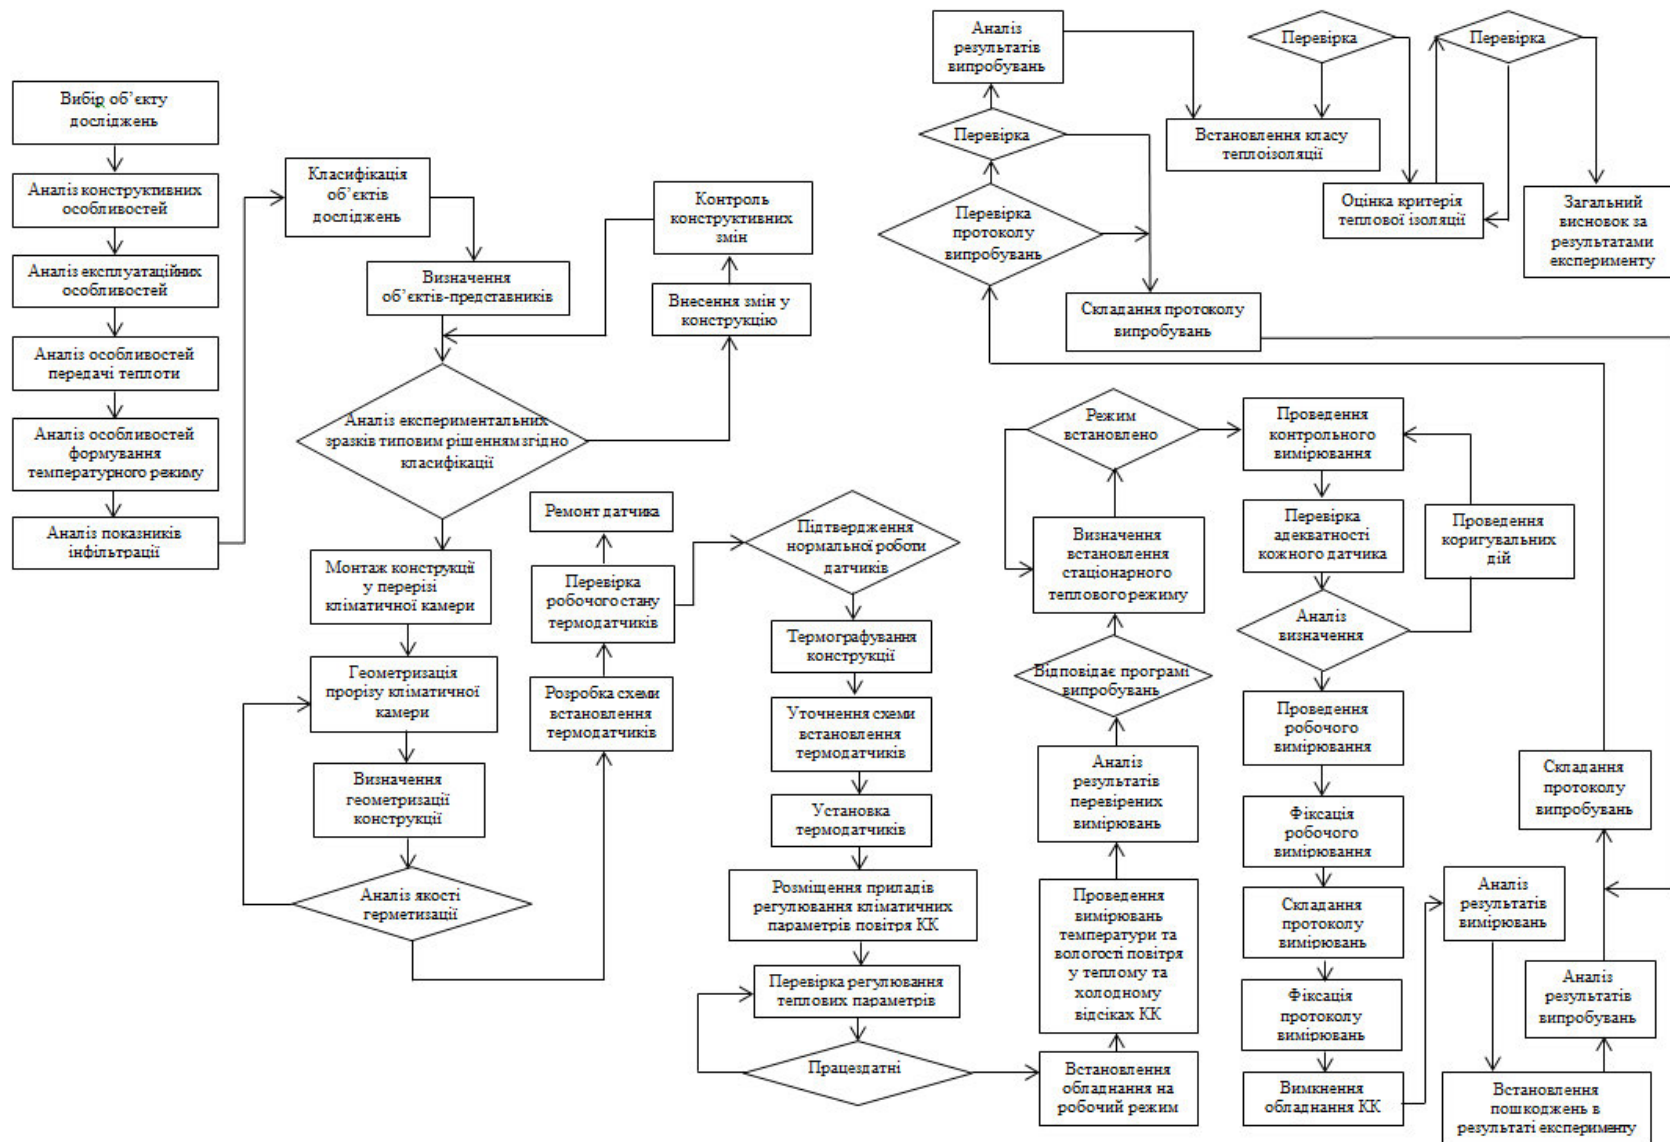 Вибір об’єкту
досліджень
Аналіз конструктивних
особливостей
Аналіз експлуатаційних
особливостей
Аналіз особливостей
передачі теплоти
Аналіз особливостей
формування
температурного режиму
Аналіз показників
інфільтрації
Класифікація
об’єктів
досліджень
Визначення
об’єктів-представників
Контроль
конструктивних
змін
Внесення змін у
конструкцію
Аналіз експериментальних
зразків типовим рішенням згідно
класифікації
Монтаж конструкції
у перерізі
кліматичної камери
Геометризація
прорізу кліматичної
камери
Визначення
геометризації
конструкції
Аналіз якості
герметизації
Ремонт датчика
Перевірка
робочого стану
термодатчиків
Розробка схеми
встановлення
термодатчиків
Підтвердження
нормальної роботи
датчиків
Термографування
конструкції
Уточнення схеми
встановлення
термодатчиків
Установка
термодатчиків
Розміщення приладів
регулювання кліматичних
параметрів повітря КК
Перевірка регулювання
теплових параметрів
Працездатні
Встановлення
обладнання на
робочий режим
Проведення
вимірювань
температури та
вологості повітря
у теплому та
холодному
відсіках КК
Аналіз
результатів
перевірених
вимірювань
Відповідає програмі
випробувань
Визначення
встановлення
стаціонарного
теплового режиму
Режим
встановлено
Проведення
контрольного
вимірювання
Перевірка
адекватності
кожного датчика
Проведення
коригувальних
дій
Аналіз
визначення
Проведення
робочого
вимірювання
Фіксація
робочого
вимірювання
Складання
протоколу
вимірювань
Фіксація
протоколу
вимірювань
Вимкнення
обладнання КК
Аналіз
результатів
вимірювань
Встановлення
пошкоджень в
результаті експерименту
Аналіз
результатів
випробувань
Складання
протоколу
випробувань
Перевірка
протоколу
випробувань
Перевірка
Складання протоколу
випробувань
Аналіз
результатів
випробувань
Встановлення класу
теплоізоляції
Перевірка
Оцінка критерія
теплової ізоляції
Перевірка
Загальний
висновок за
результатами
експерименту